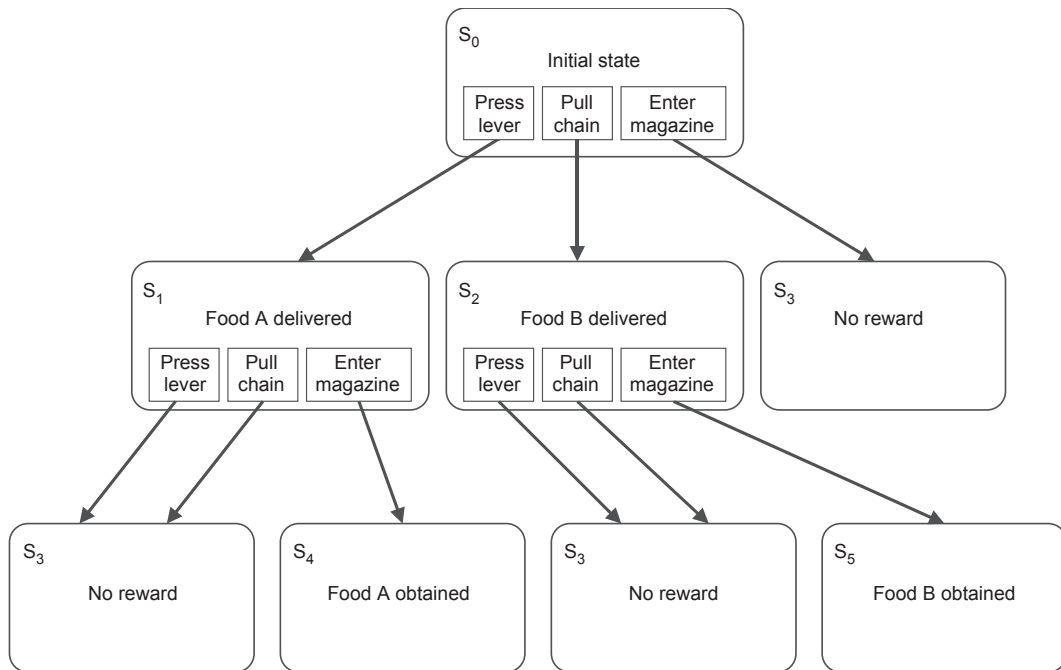 S0
Initial state
Press lever
Pull chain
Enter magazine
S1
Food A delivered
Press lever
Pull chain
Enter magazine
S2
Food B delivered
Press lever
Pull chain
Enter magazine
S3
No reward
S3
No reward
S4
Food A obtained
S3
No reward
S5
Food B obtained